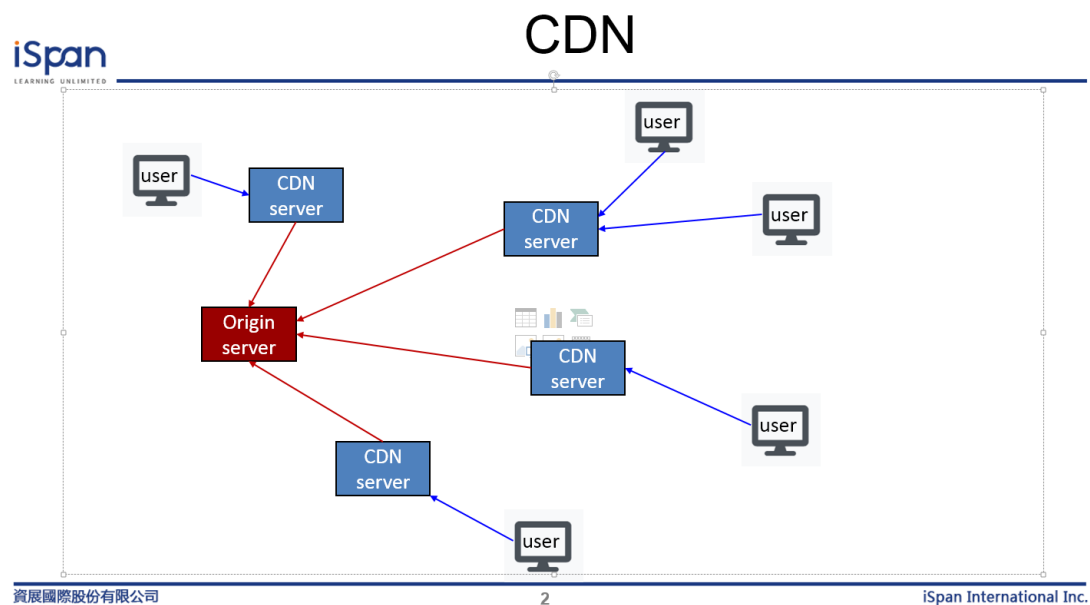 CDN
iSpan
LEARNING UNLIMITED
user
user
CDN
server
CDN
server
user
Origin
server
CDN
server
user
CDN
server
user
資展國際股份有限公司
2
iSpan International Inc.